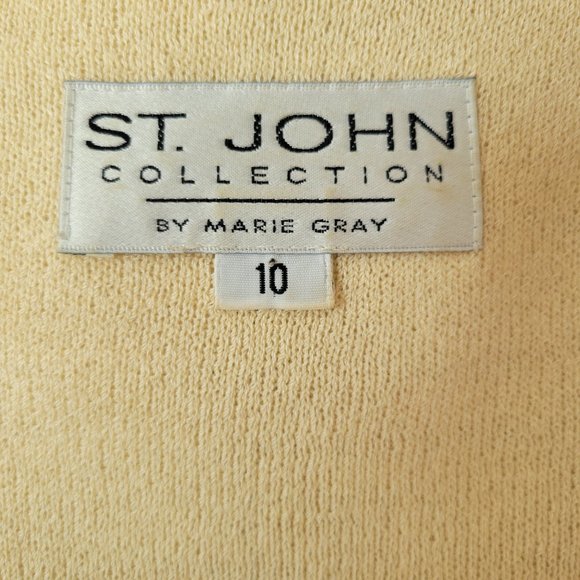 ST. JOHN
COLLECTION
BY MARIE GRAY
10